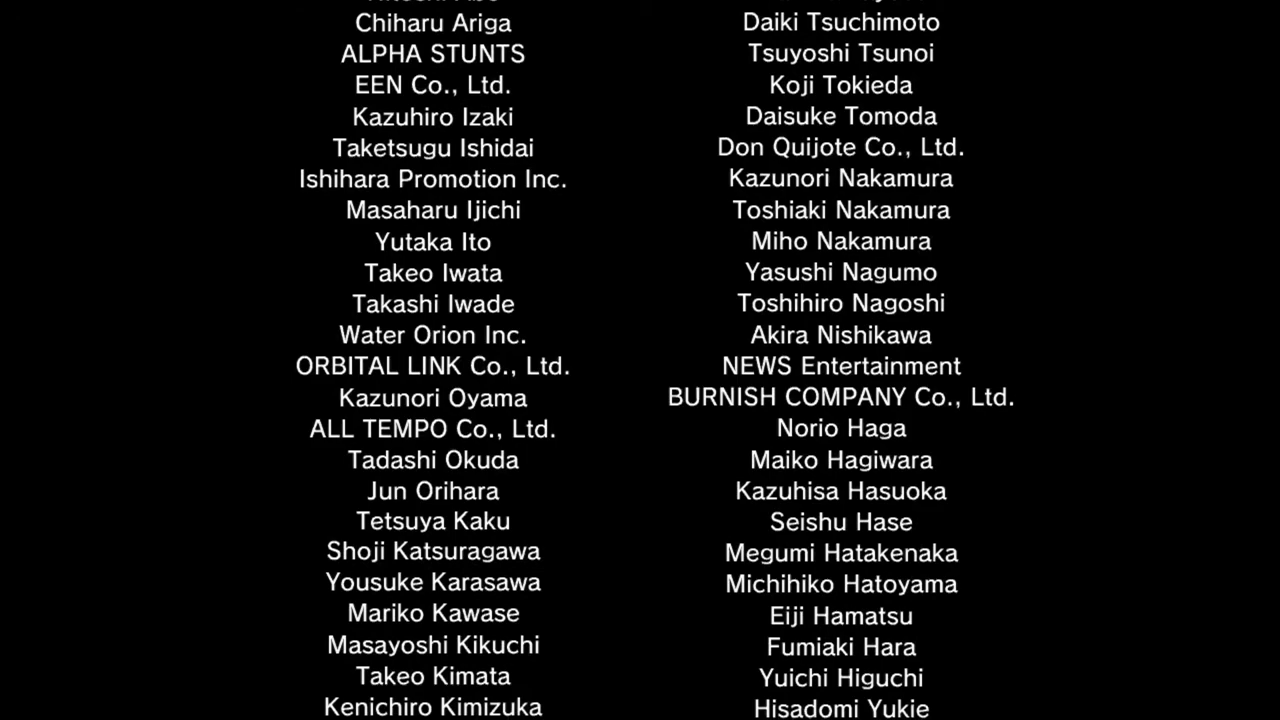 Chiharu Ariga
ALPHA STUNTS
EEN Co., Ltd.
Kazuhiro Izaki
Taketsugu Ishidai
Ishihara Promotion Inc.
Masaharu Ijichi
Yutaka Ito
Takeo Iwata
Takashi Iwade
Water Orion Inc.
ORBITAL LINK Co., Ltd.
Kazunori Oyama
ALL TEMPO Co., Ltd.
Tadashi Okuda
Jun Orihara
Tetsuya Kaku
Shoji Katsuragawa
Yousuke Karasawa
Mariko Kawase
Masayoshi Kikuchi
Takeo Kimata
Kenichiro Kimizuka
Daiki Tsuchimoto
Tsuyoshi Tsunoi
Koji Tokieda
Daisuke Tomoda
Don Quijote Co., Ltd.
Kazunori Nakamura
Toshiaki Nakamura
Miho Nakamura
Yasushi Nagumo
Toshihiro Nagoshi
Akira Nishikawa
NEWS Entertainment
BURNISH COMPANY Co., Ltd.
Norio Haga
Maiko Hagiwara
Kazuhisa Hasuoka
Seishu Hase
Megumi Hatakenaka
Michihiko Hatoyama
Eiji Hamatsu
Fumiaki Hara
Yuichi Higuchi
Hisadomi Yukie